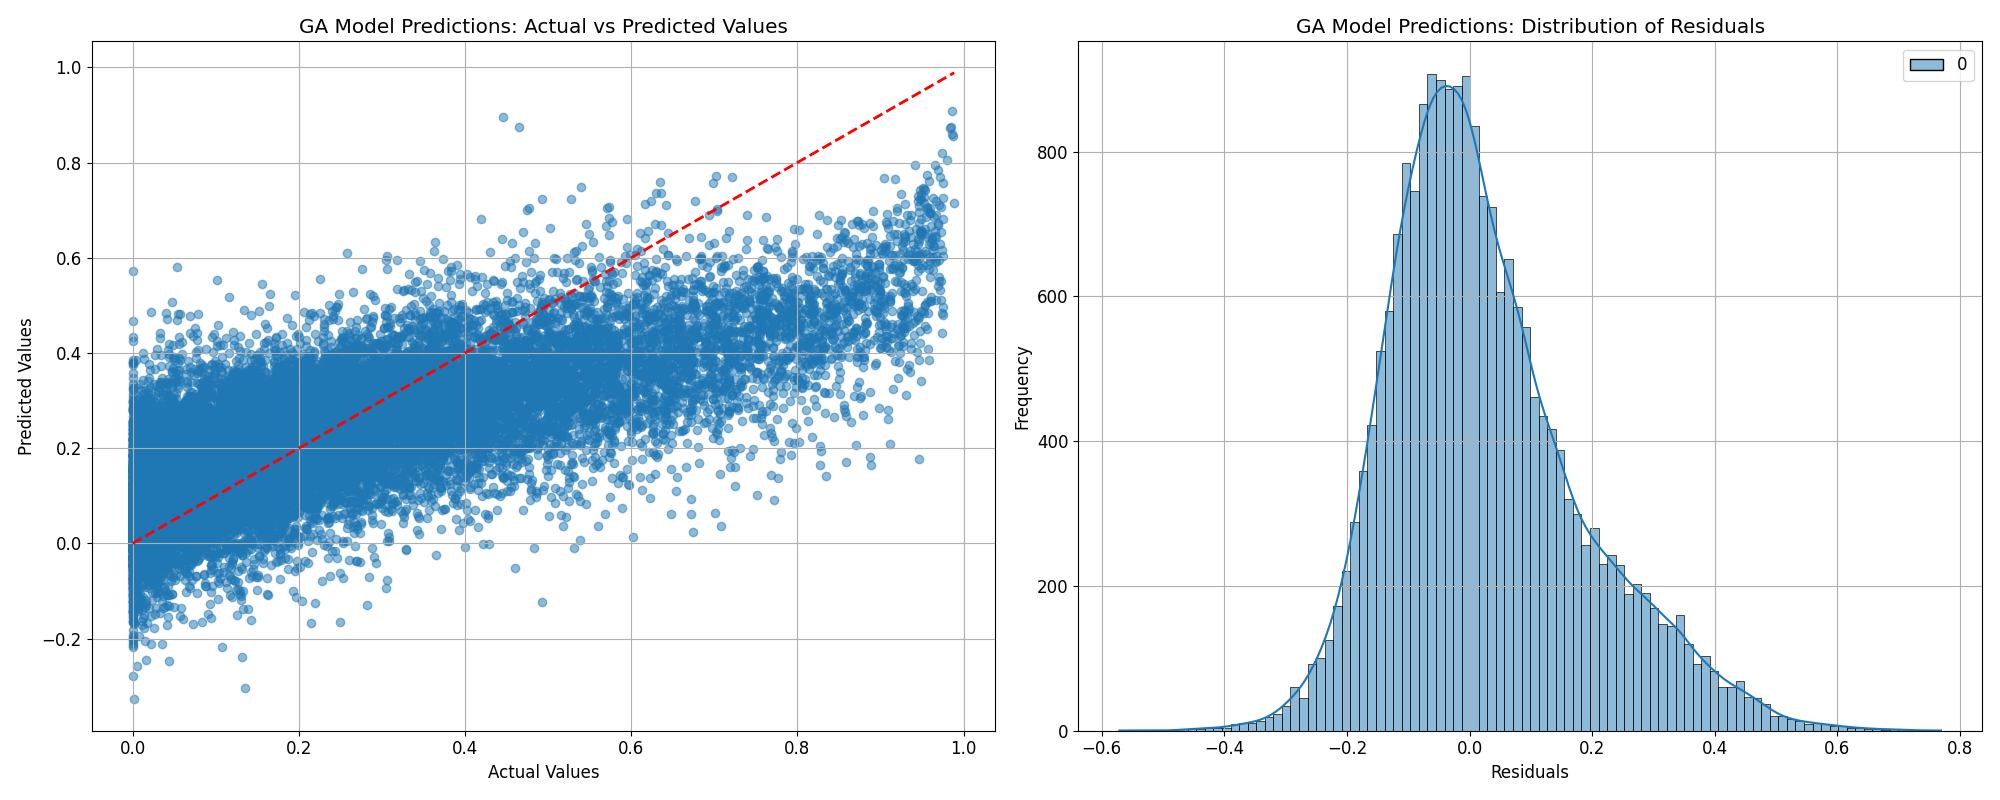 GA Model Predictions: Actual vs Predicted Values
1.0
0.8
0.6
0.4
0.2
0.0
−0.2
Predicted Values
0.0 0.2 0.4 0.6 0.8 1.0
Actual Values
GA Model Predictions: Distribution of Residuals
0
800
600
400
200
0
Frequency
−0.6 −0.4 −0.2 0.0 0.2 0.4 0.6 0.8
Residuals